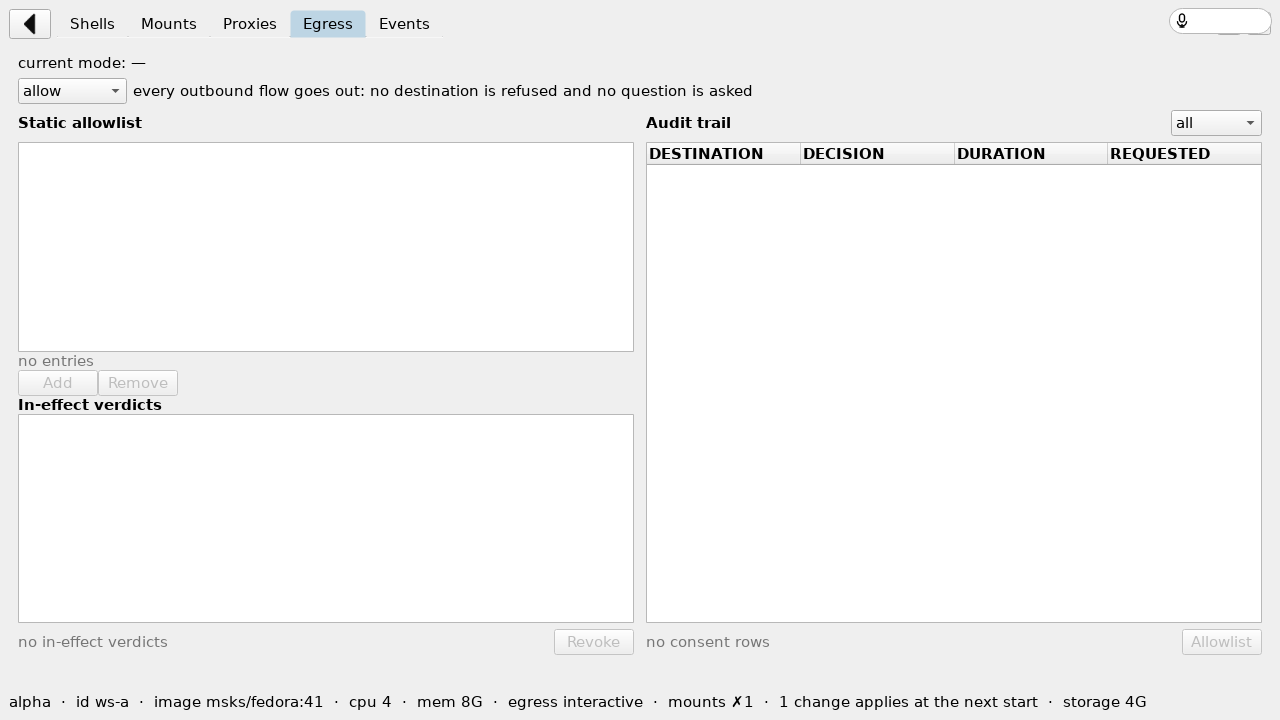 Shells Mounts Proxies Egress Events
current mode: —
allow every outbound flow goes out: no destination is refused and no question is asked
Static allowlist
Audit trail all
DESTINATION DECISION DURATION REQUESTED
no entries
Add Remove
In-effect verdicts
no in-effect verdicts Revoke
no consent rows Allowlist
alpha · id ws-a · image msks/fedora:41 · cpu 4 · mem 8G · egress interactive · mounts ✗1 · 1 change applies at the next start · storage 4G